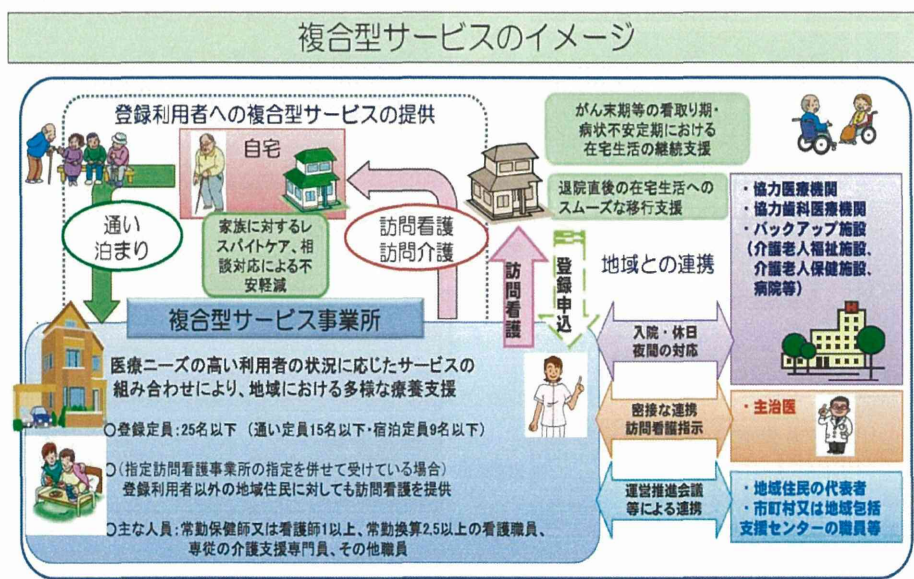 複合型サービスのイメージ
登録利用者への複合型サービスの提供
自宅
通い
泊まり
家族に対するレ
スパイトケア、相
談対応による不
安軽減
訪問看護
訪問介護
がん末期等の看取り期・
病状不安定期における
在宅生活の継続支援
退院直後の在宅生活への
スムーズな移行支援
訪問看護
登録申込
地域との連携
・協力医療機関
・協力歯科医療機関
・バックアップ施設
(介護老人福祉施設、
介護老人保健施設、
病院等)
複合型サービス事業所
医療ニーズの高い利用者の状況に応じたサービスの
組み合わせにより、地域における多様な療養支援
○登録定員:25名以下 (通い定員15名以下・宿泊定員9名以下)
○(指定訪問看護事業所の指定を併せて受けている場合)
登録利用者以外の地域住民に対しても訪問看護を提供
○主な人員:常勤保健師又は看護師1以上、常勤換算2.5以上の看護職員、
専従の介護支援専門員、その他職員
入院・休日
夜間の対応
密接な連携
訪問看護指示
・主治医
運営推進会議
等による連携
・地域住民の代表者
・市町村又は地域包括
支援センターの職員等